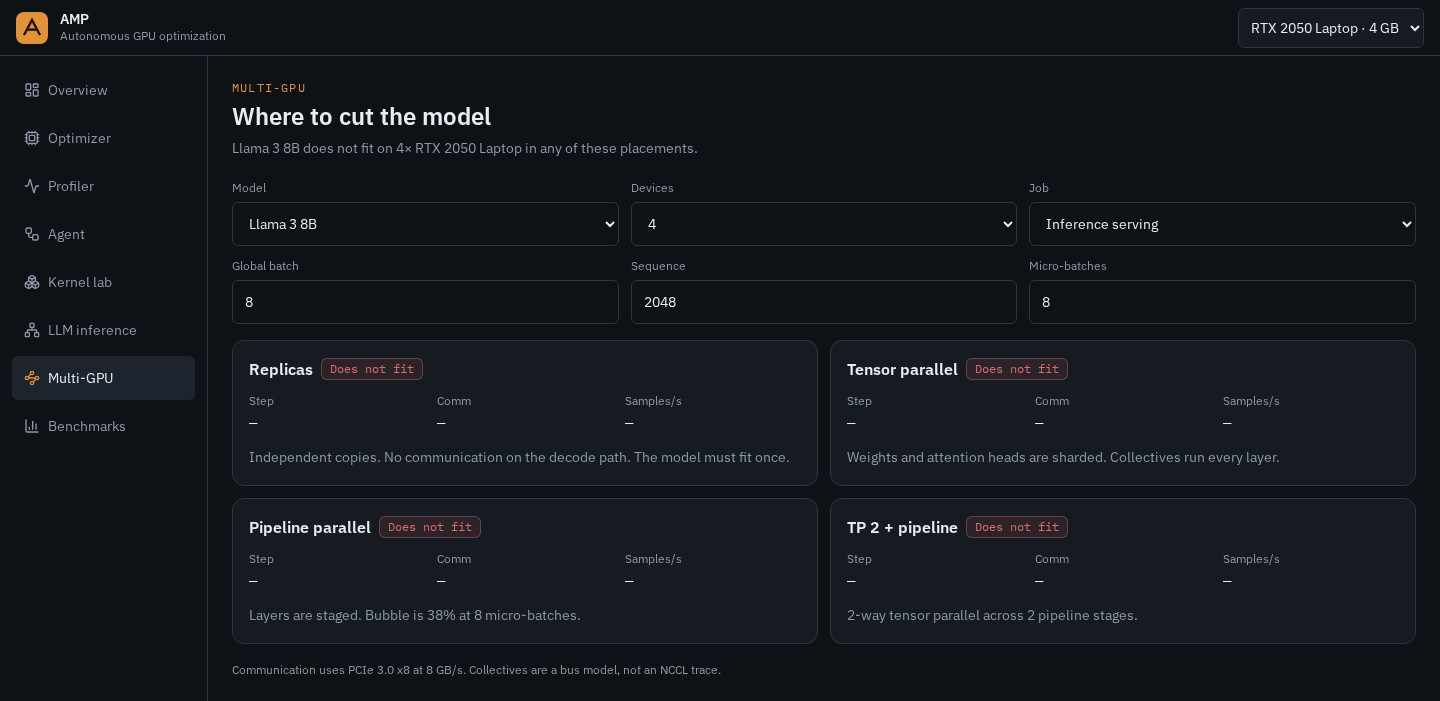 AMP
Autonomous GPU optimization
RTX 2050 Laptop · 4 GB
Overview
Optimizer
Profiler
Agent
Kernel lab
LLM inference
Multi-GPU
Benchmarks
MULTI-GPU
Where to cut the model
Llama 3 8B does not fit on 4× RTX 2050 Laptop in any of these placements.
Model
Devices
Job
Llama 3 8B
4
Inference serving
Global batch
Sequence
Micro-batches
8
2048
8
Replicas Does not fit
Step Comm Samples/s
— — —
Independent copies. No communication on the decode path. The model must fit once.
Tensor parallel Does not fit
Step Comm Samples/s
— — —
Weights and attention heads are sharded. Collectives run every layer.
Pipeline parallel Does not fit
Step Comm Samples/s
— — —
Layers are staged. Bubble is 38% at 8 micro-batches.
TP 2 + pipeline Does not fit
Step Comm Samples/s
— — —
2-way tensor parallel across 2 pipeline stages.
Communication uses PCIe 3.0 x8 at 8 GB/s. Collectives are a bus model, not an NCCL trace.